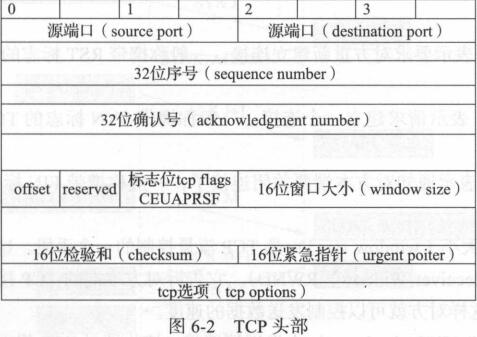 0 1 2 3
源端口（source port） 源端口（destination port）
32位序号（sequence number）
32位确认号（acknowledgment number）
offset reserved 标志位tcp flags 16位窗口大小（window size）
CEUAPRSF
16位检验和（checksum） 16位紧急指针（urgent poiter）
tcp选项（tcp options）
图 6-2 TCP 头部